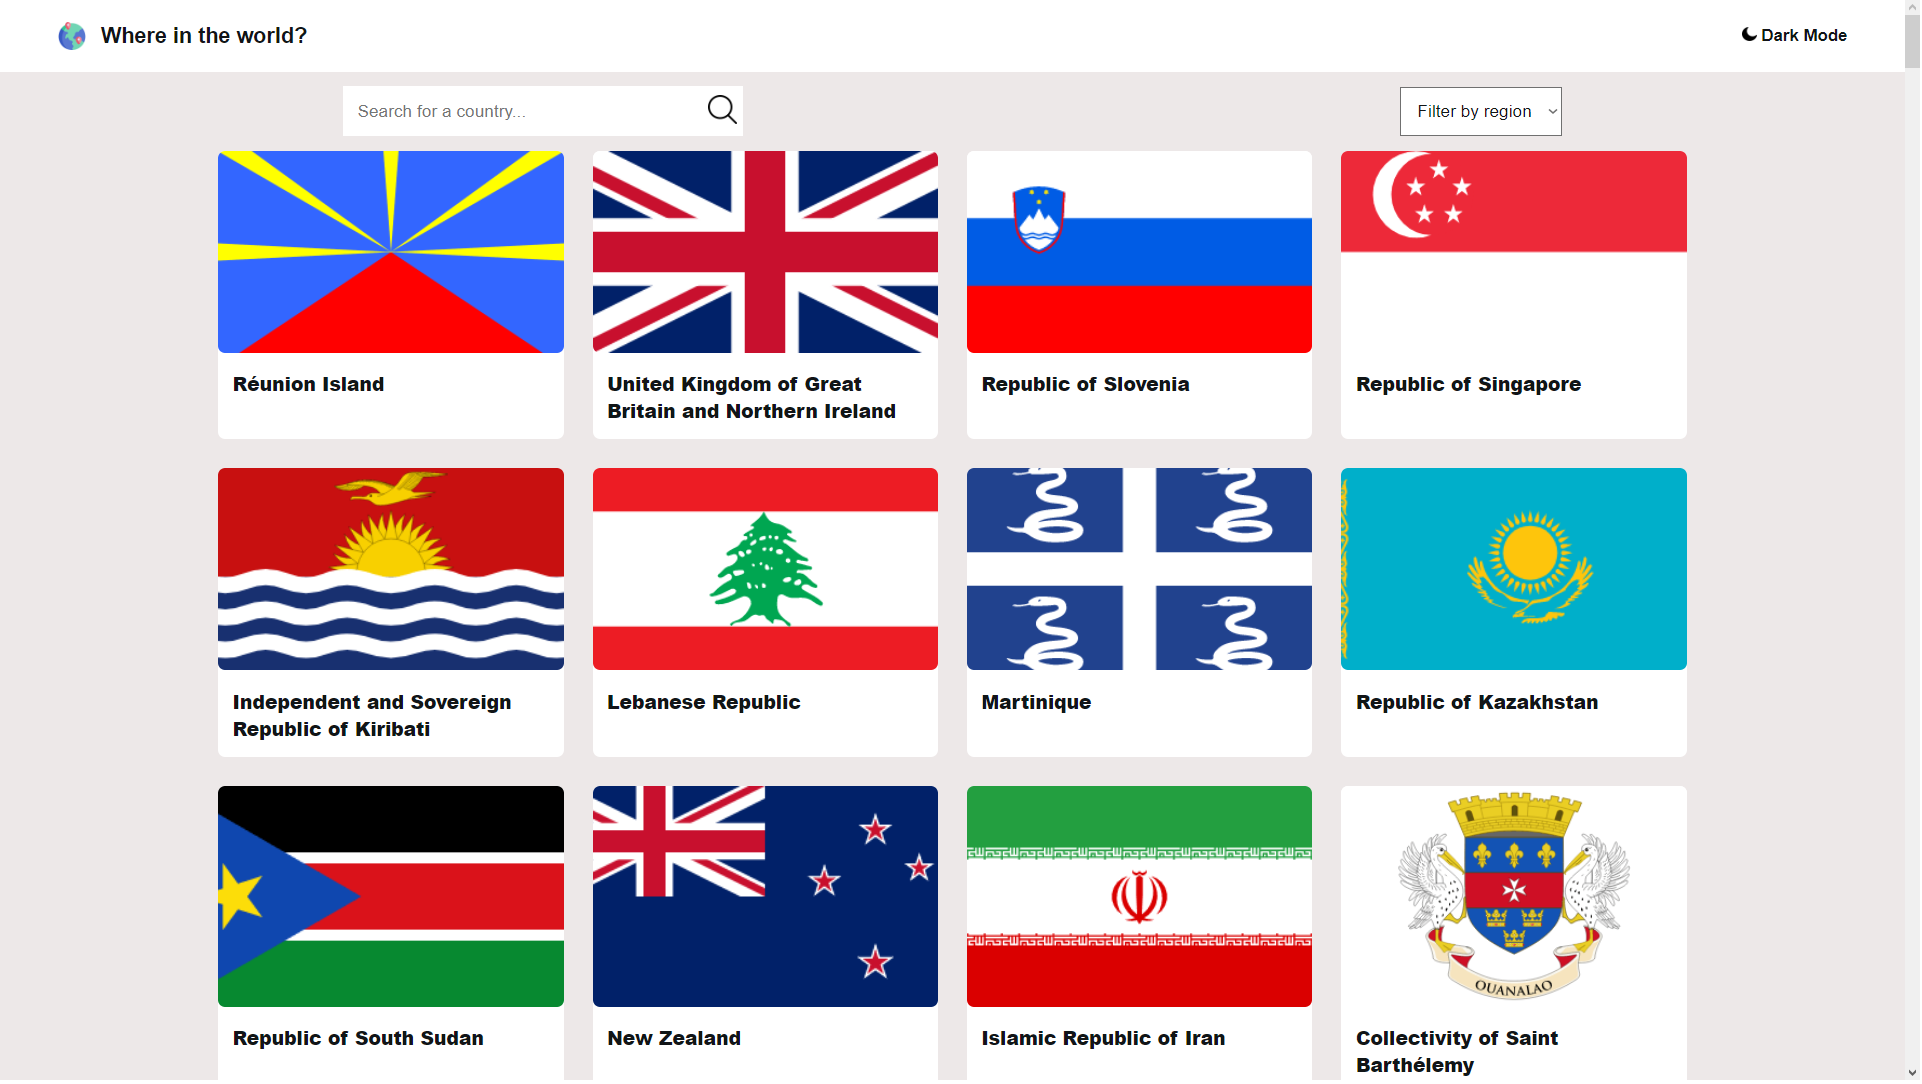 Where in the world?
Dark Mode
Search for a country...
Filter by region
Réunion Island
United Kingdom of Great
Britain and Northern Ireland
Republic of Slovenia
Republic of Singapore
Independent and Sovereign
Republic of Kiribati
Lebanese Republic
Martinique
Republic of Kazakhstan
OUANALAO
Republic of South Sudan
New Zealand
Islamic Republic of Iran
Collectivity of Saint
Barthélemy